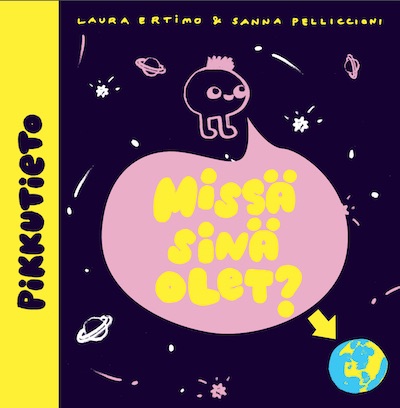 LAURA ERTIMO & SANNA PELLICCIONI
PIKKUTIETO
MISSÄ
SINÄ
OLET?